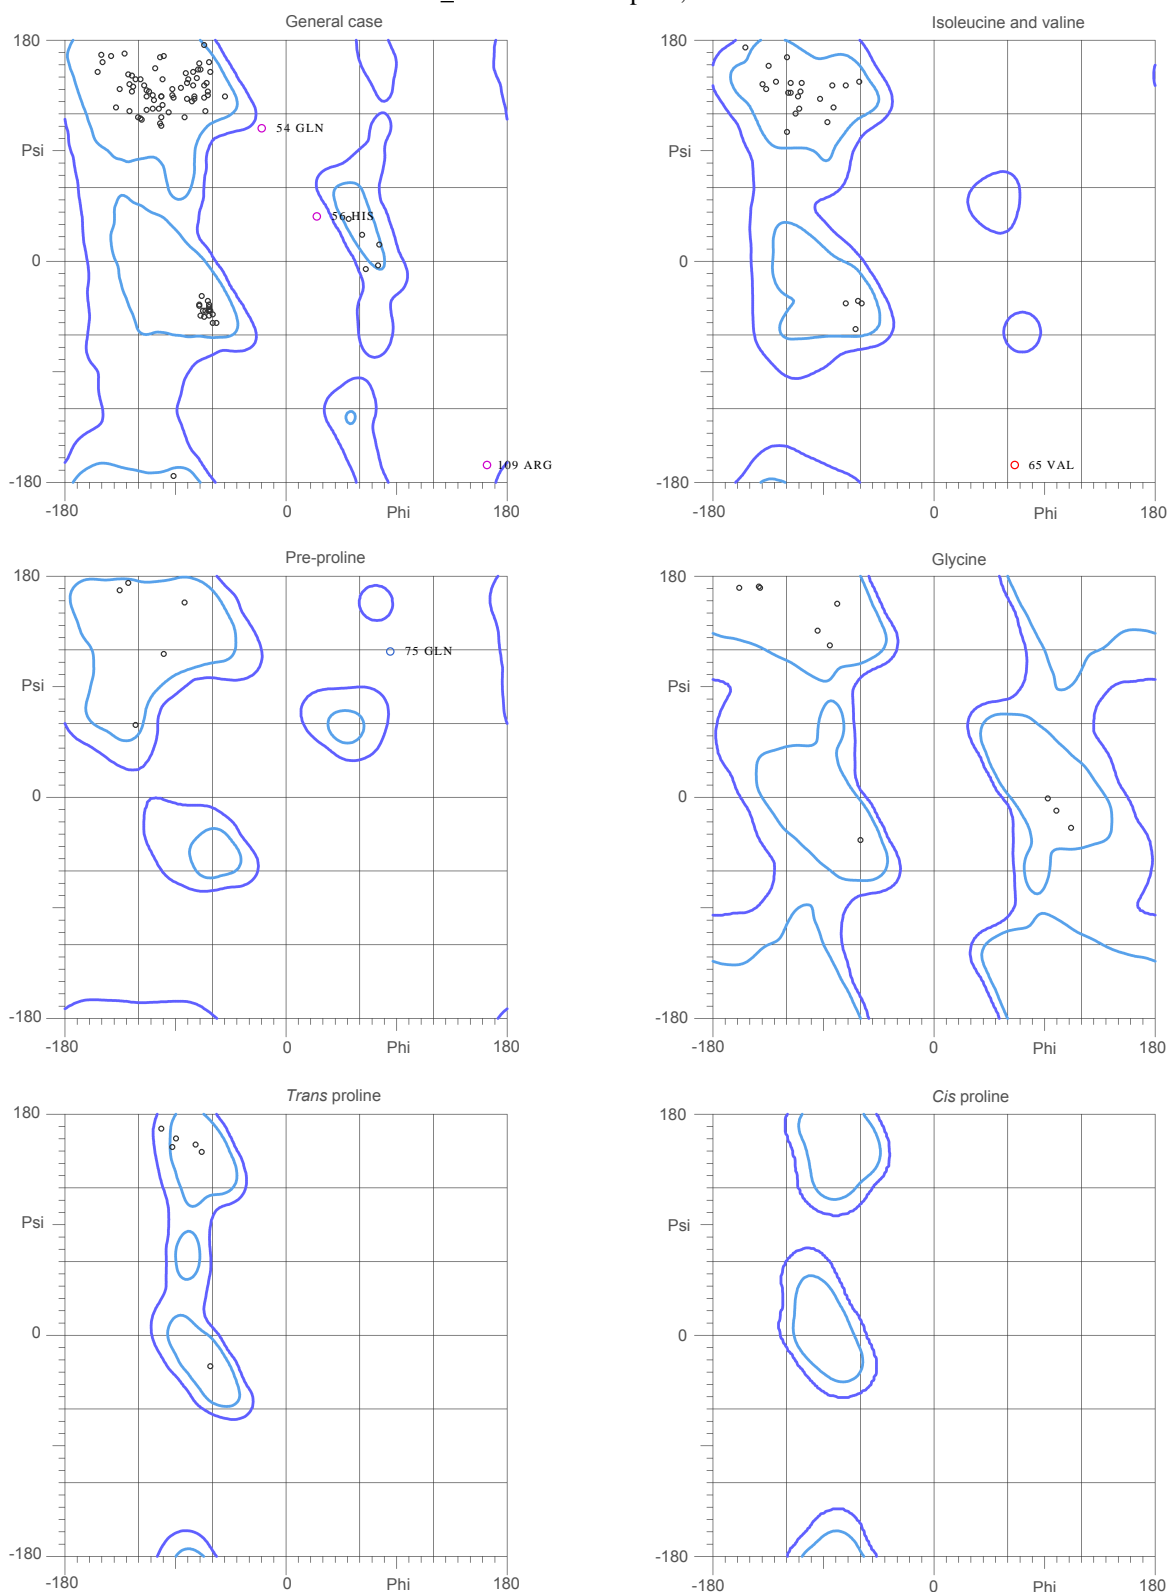 General case
180
Psi
0
-180
-180
0
Phi
180
54 GLN
56 HIS
109 ARG
Isoleucine and valine
180
Psi
0
-180
-180
0
Phi
180
65 VAL
Pre-proline
180
Psi
0
-180
-180
0
Phi
180
75 GLN
Glycine
180
Psi
0
-180
-180
0
Phi
180
Trans proline
180
Psi
0
-180
-180
0
Phi
180
Cis proline
180
Psi
0
-180
-180
0
Phi
180